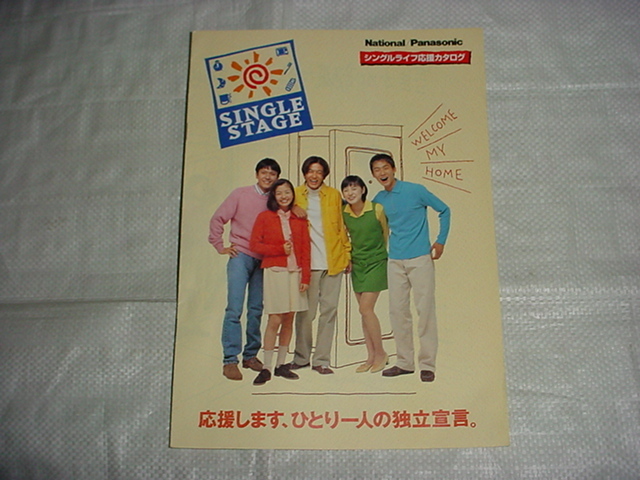 National / Panasonic
シングルライフ応援カタログ
SINGLE
STAGE
WELCOME
MY
HOME
応援します、ひとり一人の独立宣言。